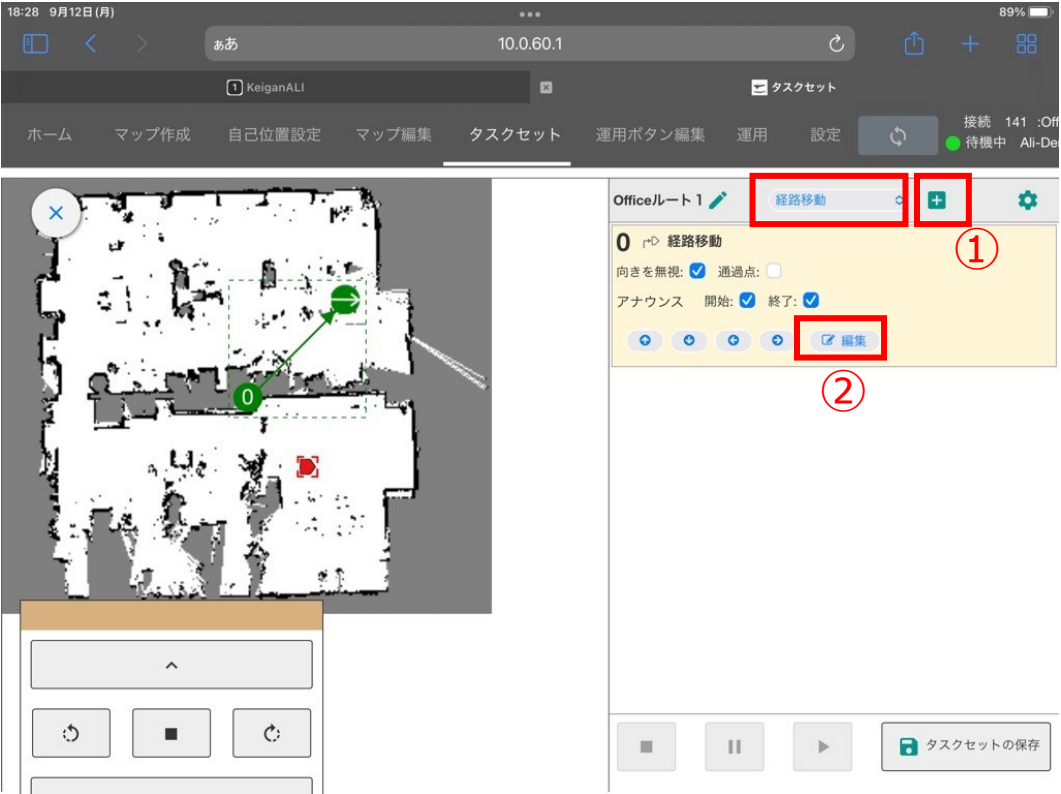 18:28 9月12日(月)
89%
ぁあ
10.0.60.1
1 KeiganALI
タスクセット
ホーム マップ作成 自己位置設定 マップ編集 タスクセット 運用ボタン編集 運用 設定
接続 141 :Off
待機中 Ali-De
Officeルート1 経路移動
①
0 経路移動
向きを無視: 通過点:
アナウンス 開始: 終了:
編集
②
0
タスクセットの保存